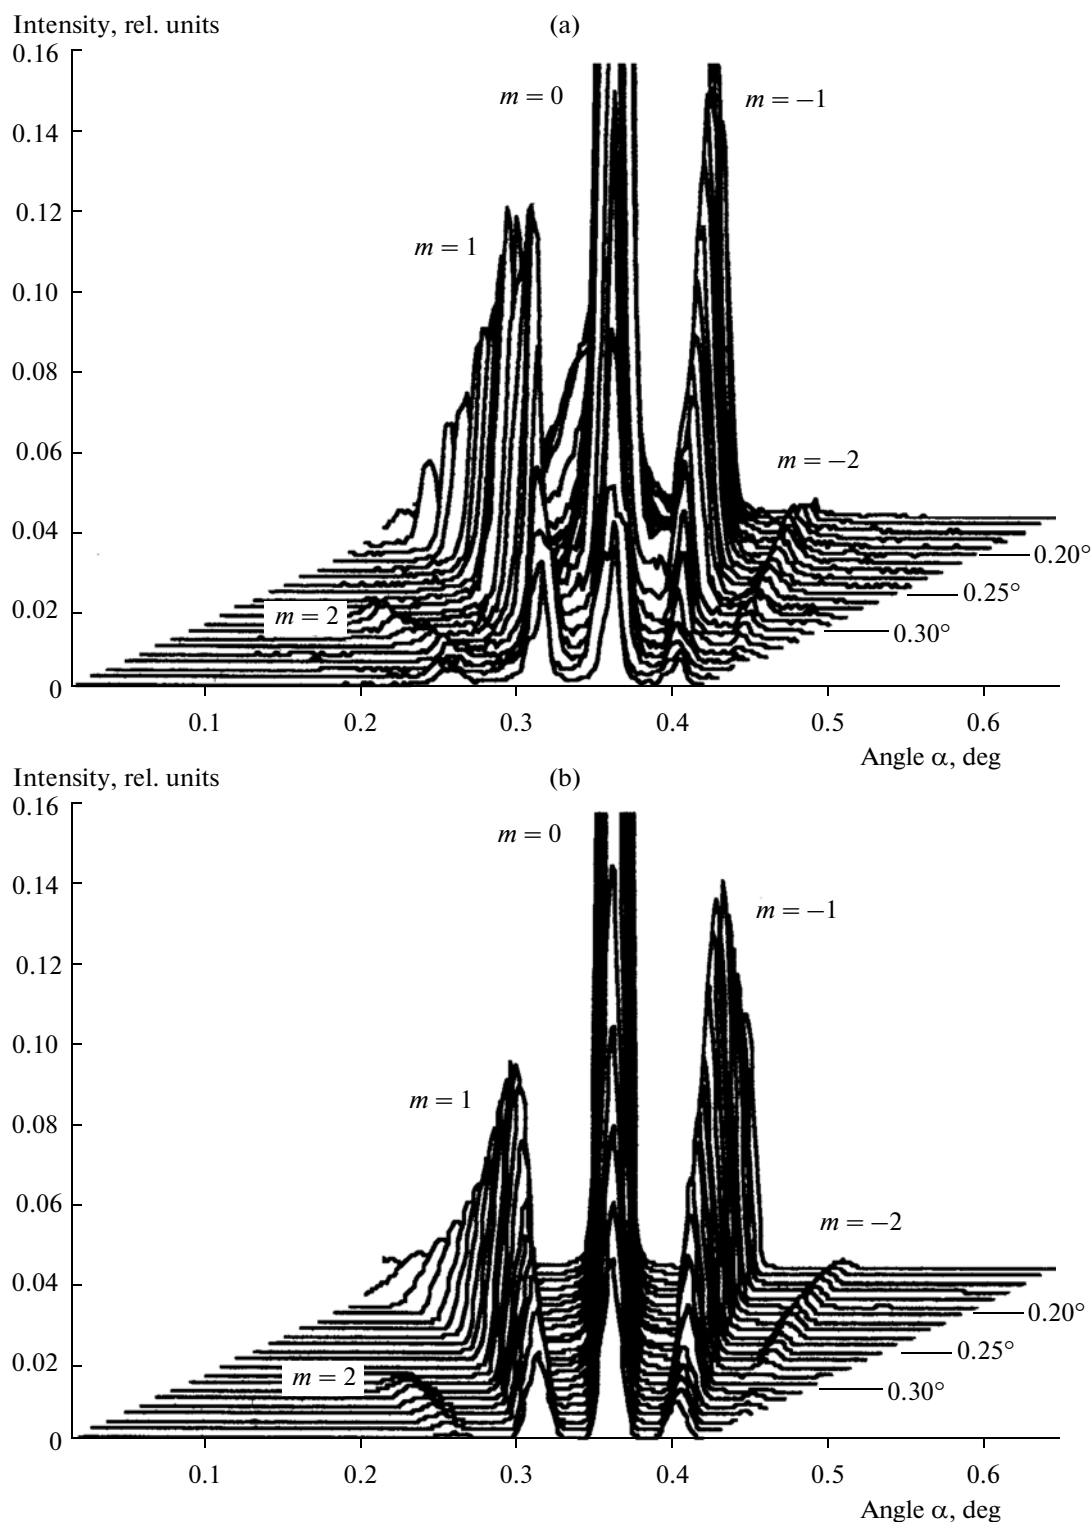 Intensity, rel. units (a)
0.16
m = 0
m = −1
0.14
0.12
m = 1
0.10
0.08
0.06
m = −2
0.04
0.20°
0.25°
0.02
m = 2
0.30°
0
0.1 0.2 0.3 0.4 0.5 0.6
Angle α, deg
Intensity, rel. units (b)
0.16
m = 0
0.14
m = −1
0.12
0.10
m = 1
0.08
0.06
m = −2
0.04
0.20°
0.25°
0.02
m = 2
0.30°
0
0.1 0.2 0.3 0.4 0.5 0.6
Angle α, deg